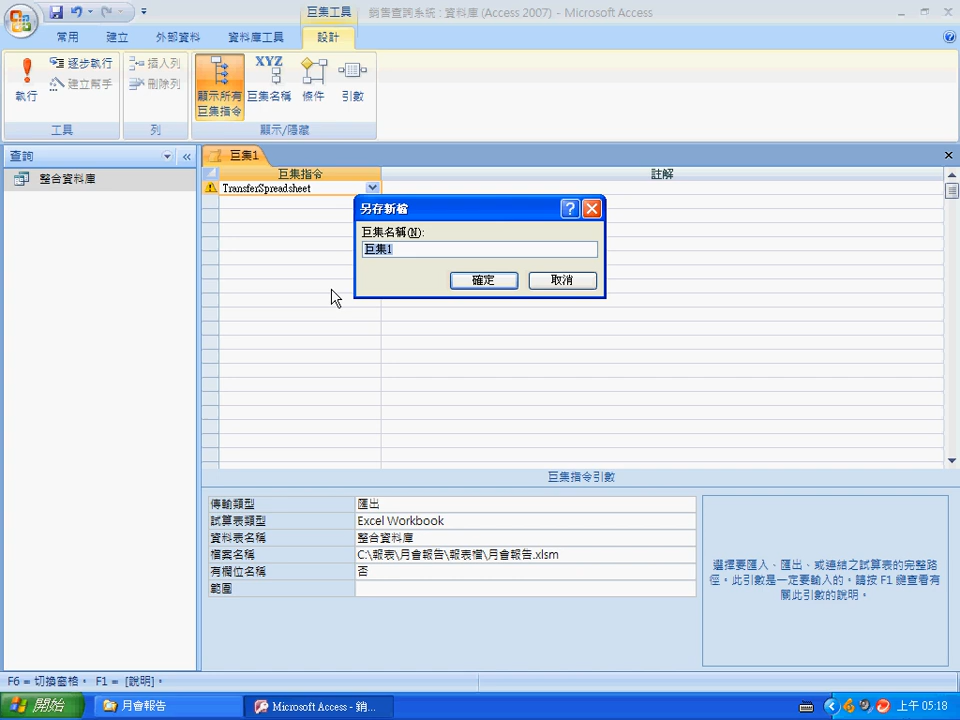 巨集工具
銷售查詢系統 : 資料庫 (Access 2007) - Microsoft Access
常用
建立
外部資料
資料庫工具
設計
執行
逐步執行
建立幫手
插入列
刪除列
顯示所有
巨集指令
XYZ
巨集名稱
條件
引數
工具
列
顯示/隱藏
查詢
整合資料庫
巨集1
巨集指令
註解
TransferSpreadsheet
另存新檔
巨集名稱(N):
巨集1
確定
取消
巨集指令引數
傳輸類型 匯出
試算表類型 Excel Workbook
資料表名稱 整合資料庫
檔案名稱 C:\報表\月會報告\報表檔\月會報告.xlsm
有欄位名稱 否
範圍
選擇要匯入、匯出、或連結之試算表的完整路
徑。此引數是一定要輸入的。請按 F1 鍵查看有
關此引數的說明。
F6 = 切換窗格。 F1 = [說明]。
開始
月會報告
Microsoft Access - 銷...
上午 05:18